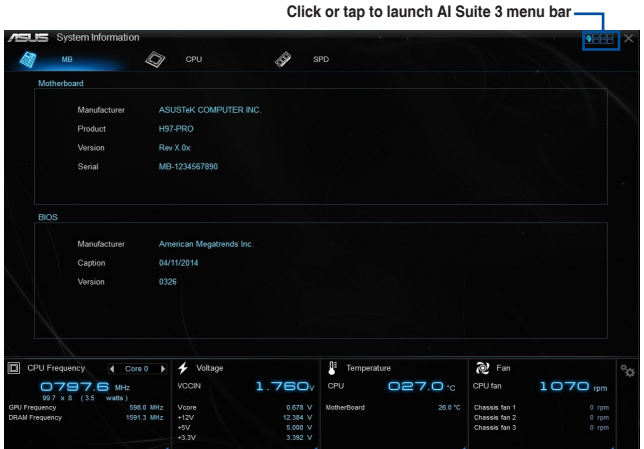 Click or tap to launch AI Suite 3 menu bar
ASUS System Information
MB CPU SPD
Motherboard
Manufacturer ASUSTeK COMPUTER INC.
Product H97-PRO
Version Rev X.0x
Serial MB-1234567890
BIOS
Manufacturer American Megatrends Inc.
Caption 04/11/2014
Version 0326
CPU Frequency Core 0 Voltage Temperature Fan
0797.6 MHz VCCIN 1.760V CPU 027.0 °C CPU fan 1070 rpm
99.7 x 8 ( 3.5 watts )
GPU Frequency 598.0 MHz Vcore 0.678 V MotherBoard 26.0 °C Chassis fan 1 0 rpm
DRAM Frequency 1591.3 MHz +12V 12.384 V Chassis fan 2 0 rpm
+5V 5.000 V Chassis fan 3 0 rpm
+3.3V 3.392 V